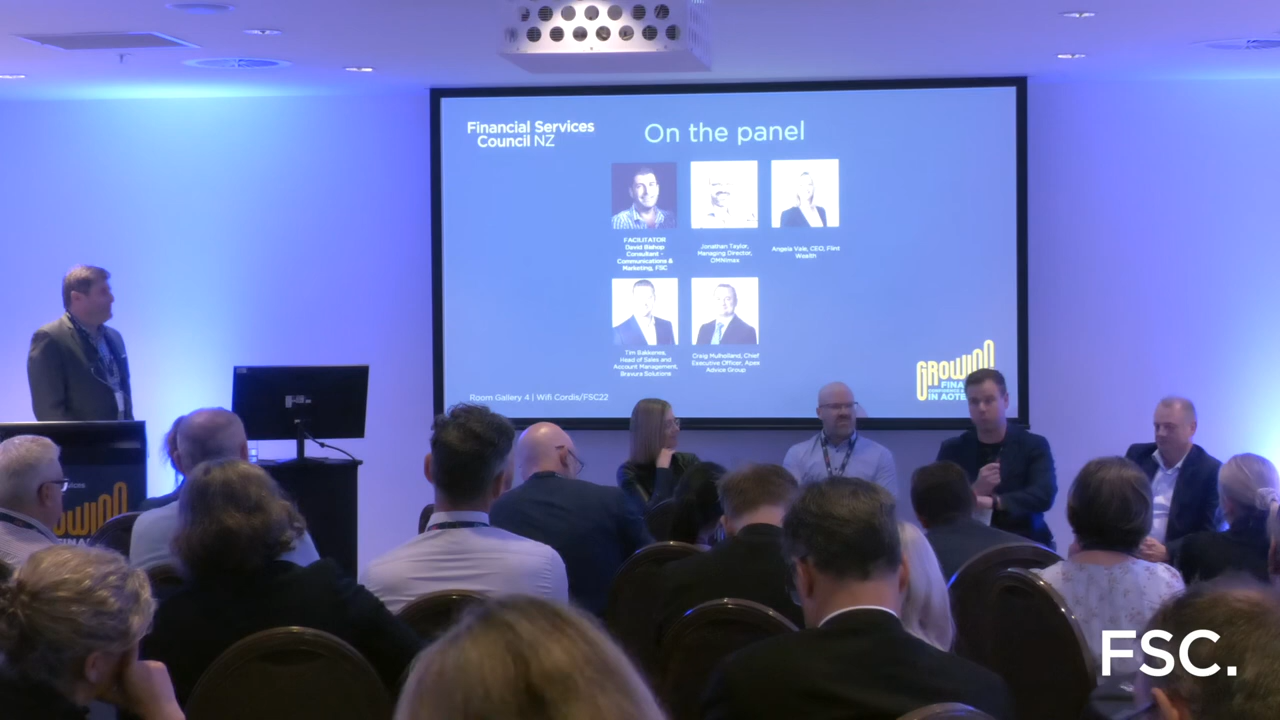 Financial Services
Council NZ
On the panel
FACILITATOR
David Bishop
Consultant -
Communications &
Marketing, FSC
Jonathan Taylor,
Managing Director,
OMNImax
Angela Vale, CEO, Flint
Wealth
Tim Bakkenes,
Head of Sales and
Account Management,
Bravura Solutions
Craig Mulholland, Chief
Executive Officer, Apex
Advice Group
Room Gallery 4 | Wifi Cordis/FSC22
GROWING
FINA
CONFERENCE &
IN AOTE
FSC.